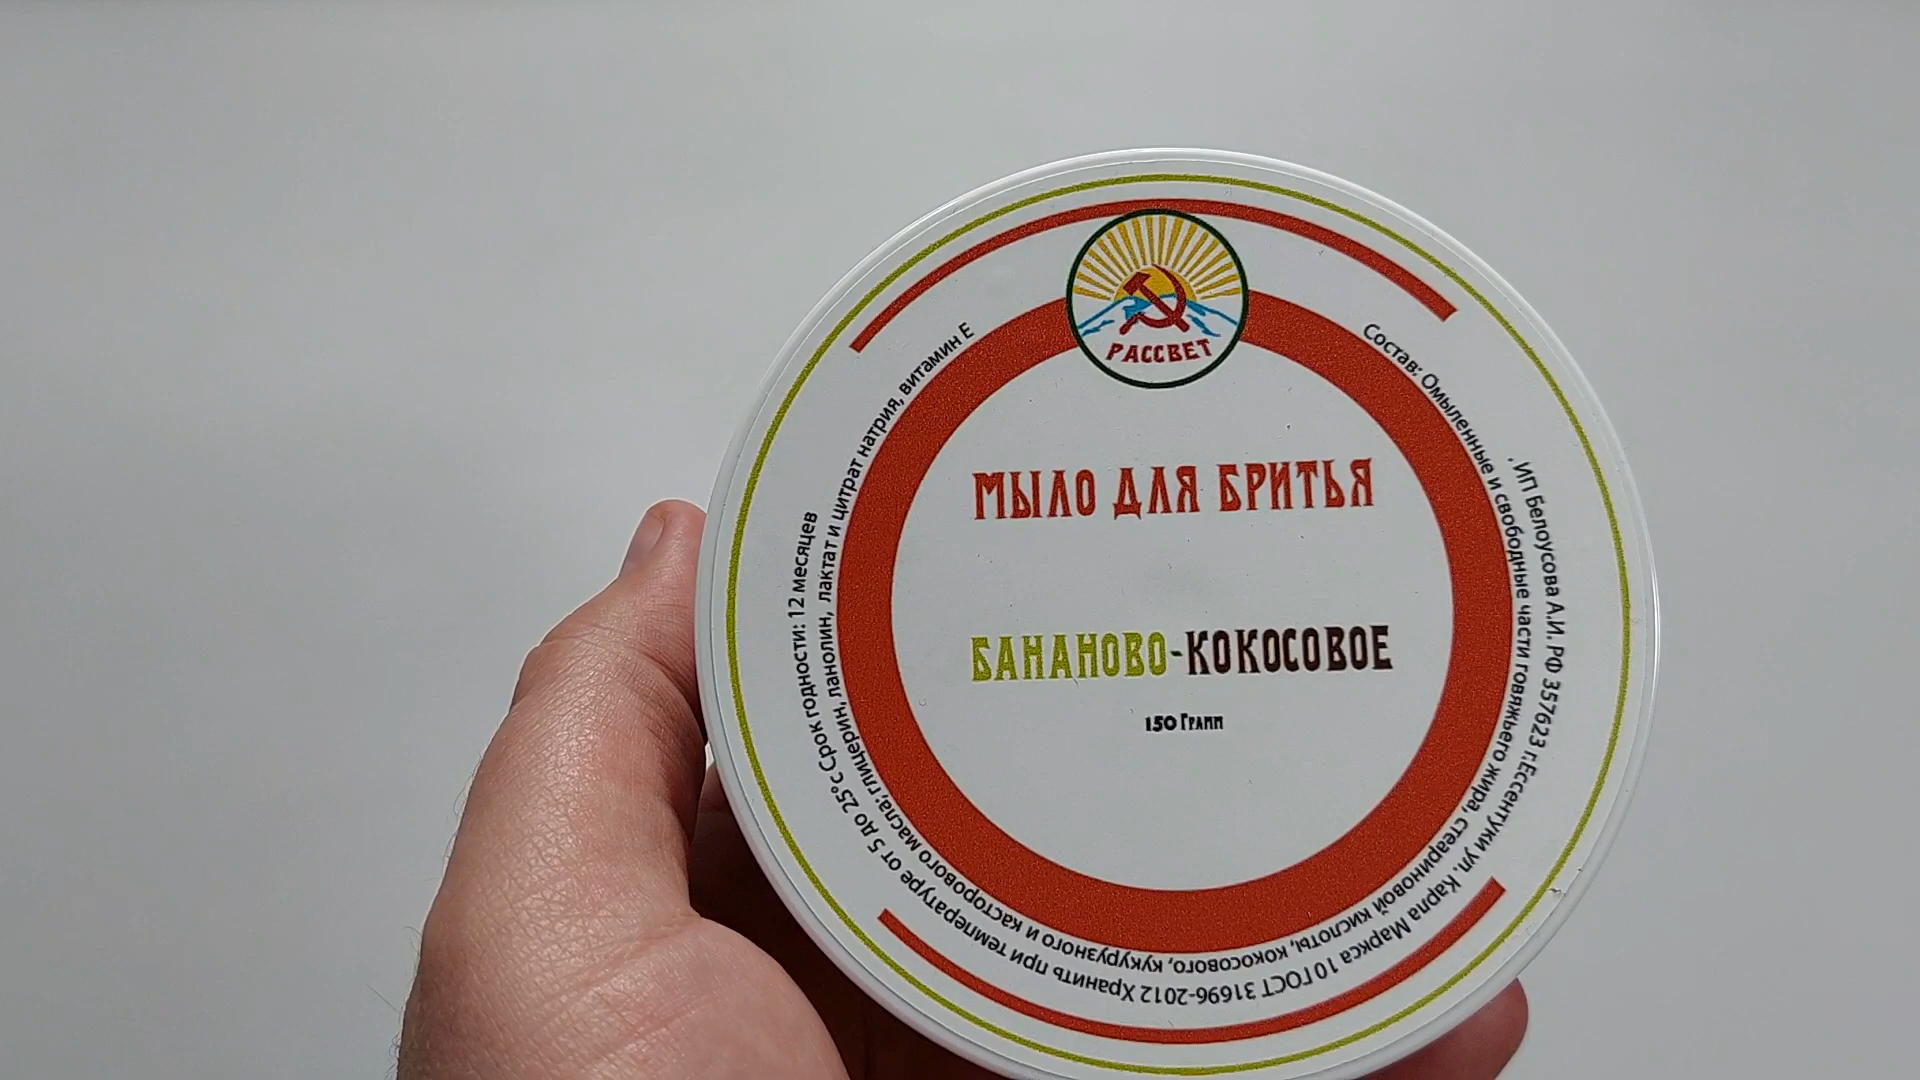 РАССВЕТ
МЫЛО ДЛЯ БРИТЬЯ
БАНАНОВО-КОКОСОВОЕ
150 Грамм
Состав: Омыленные и свободные части говяжьего жира, стеариновой кислоты, кокосового, кукурузного и касторового масла; глицерин, ланолин, лактат и цитрат натрия, витамин Е
, ИП Белоусова А.И. РФ 357623 г.Ессентуки ул. Карла Маркса 10 ГОСТ 31696-2012 Хранить при температуре от 5 до 25°с Срок годности: 12 месяцев